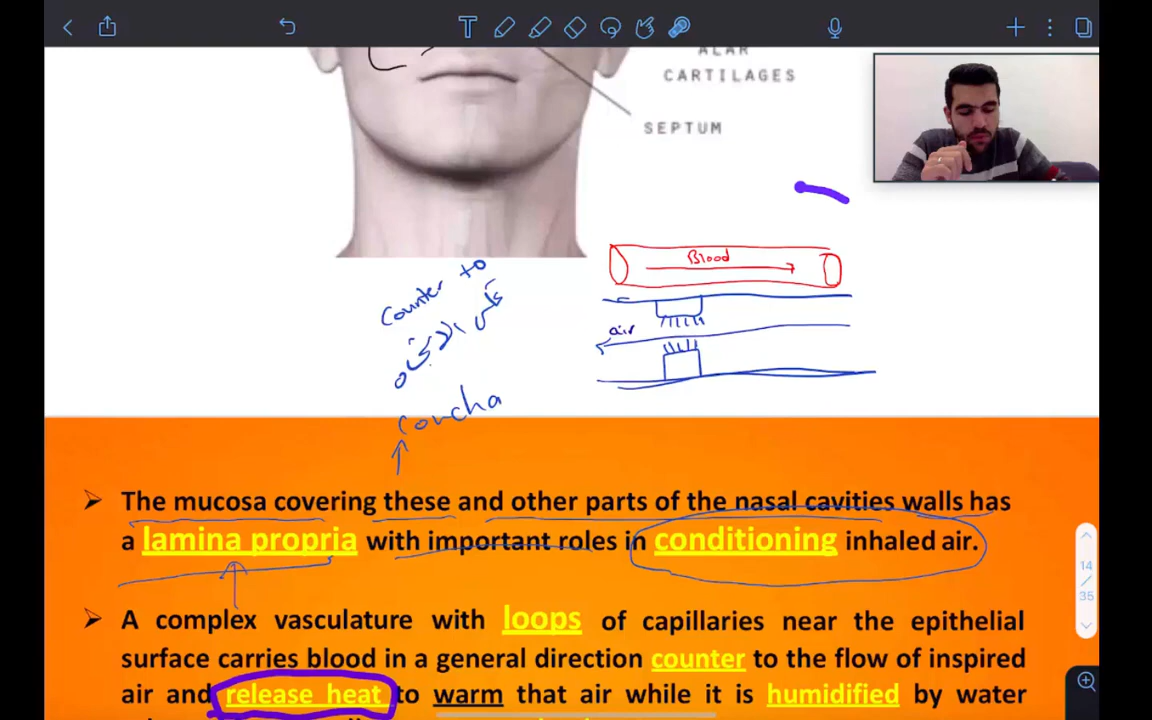 T
ALAR
CARTILAGES
SEPTUM
Blood
air
counter to
عكس الاتجاه
concha
➢ The mucosa covering these and other parts of the nasal cavities walls has
a lamina propria with important roles in conditioning inhaled air.
➢ A complex vasculature with loops of capillaries near the epithelial
surface carries blood in a general direction counter to the flow of inspired
air and release heat to warm that air while it is humidified by water
14
/
35